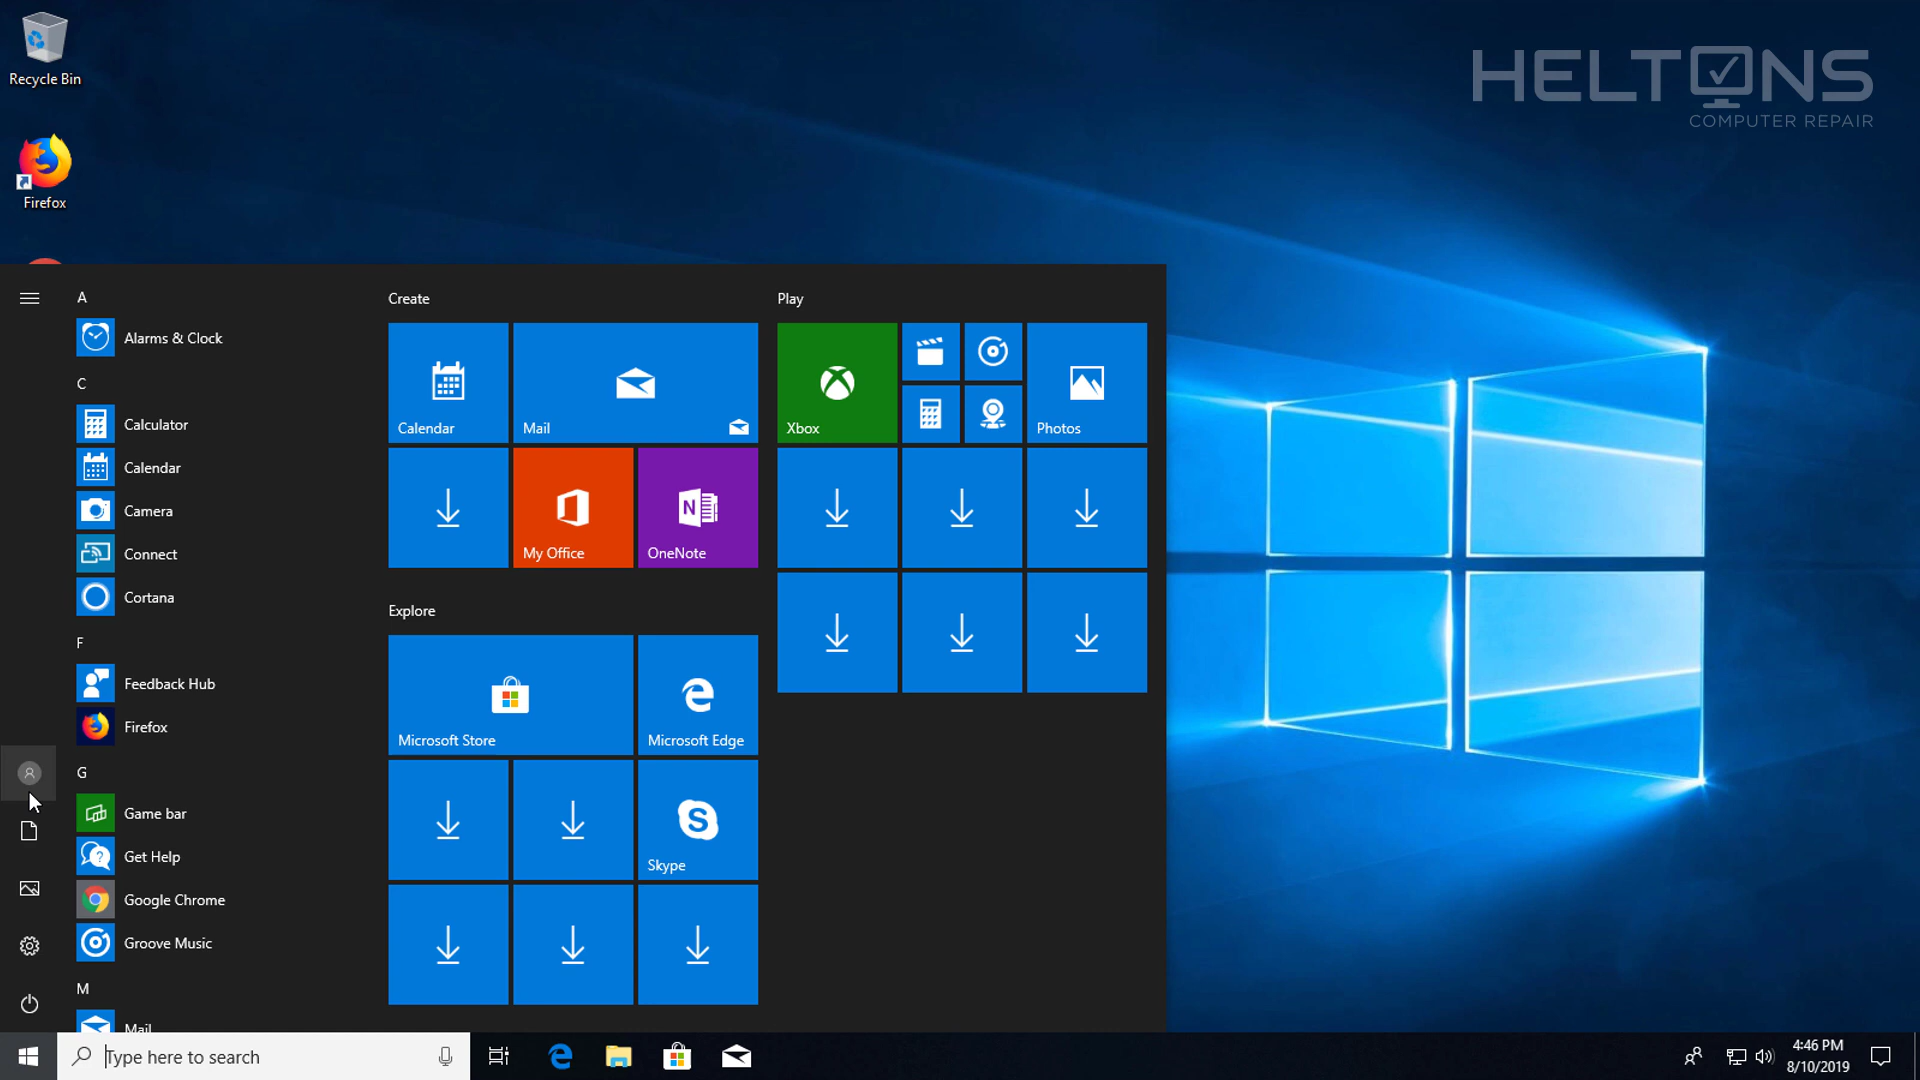 Recycle Bin
HELTONS
COMPUTER REPAIR
Firefox
A
Alarms & Clock
C
Calculator
Calendar
Camera
Connect
Cortana
F
Feedback Hub
Firefox
G
Game bar
Get Help
Google Chrome
Groove Music
M
Mail
Create
Calendar
Mail
My Office
OneNote
Explore
Microsoft Store
Microsoft Edge
Skype
Play
Xbox
Photos
Type here to search
4:46 PM
8/10/2019